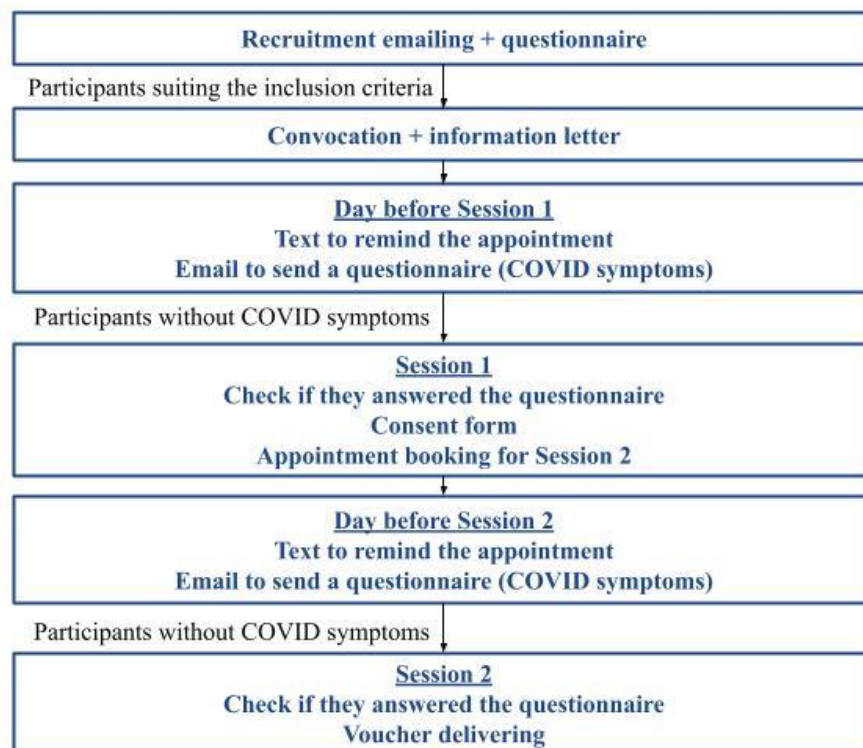 Recruitment emailing + questionnaire
Participants suiting the inclusion criteria
Convocation + information letter
Day before Session 1
Text to remind the appointment
Email to send a questionnaire (COVID symptoms)
Participants without COVID symptoms
Session 1
Check if they answered the questionnaire
Consent form
Appointment booking for Session 2
Day before Session 2
Text to remind the appointment
Email to send a questionnaire (COVID symptoms)
Participants without COVID symptoms
Session 2
Check if they answered the questionnaire
Voucher delivering